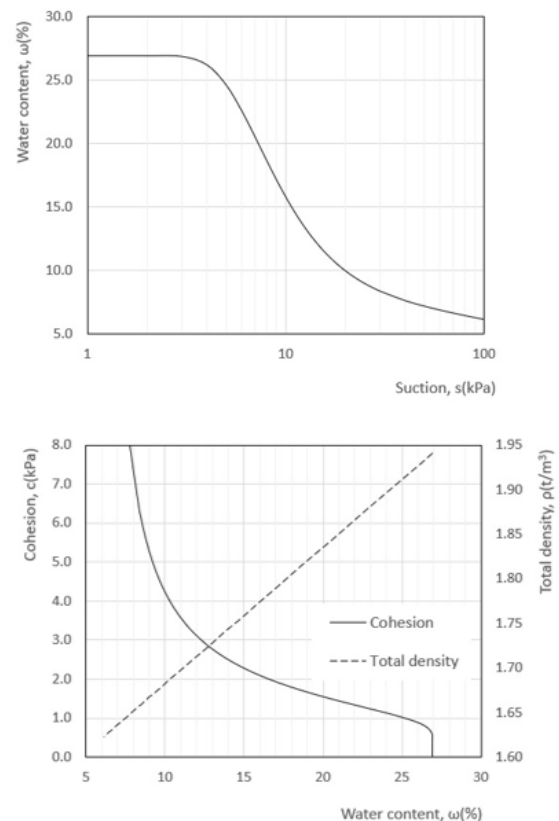 30.0
25.0
20.0
15.0
10.0
5.0
Water content, ω(%)
1 10 100
Suction, s(kPa)
8.0
7.0
6.0
5.0
4.0
3.0
2.0
1.0
0.0
Cohesion, c(kPa)
1.95
1.90
1.85
1.80
1.75
1.70
1.65
1.60
Total density, ρ(t/m³)
Cohesion
Total density
5 10 15 20 25 30
Water content, ω(%)